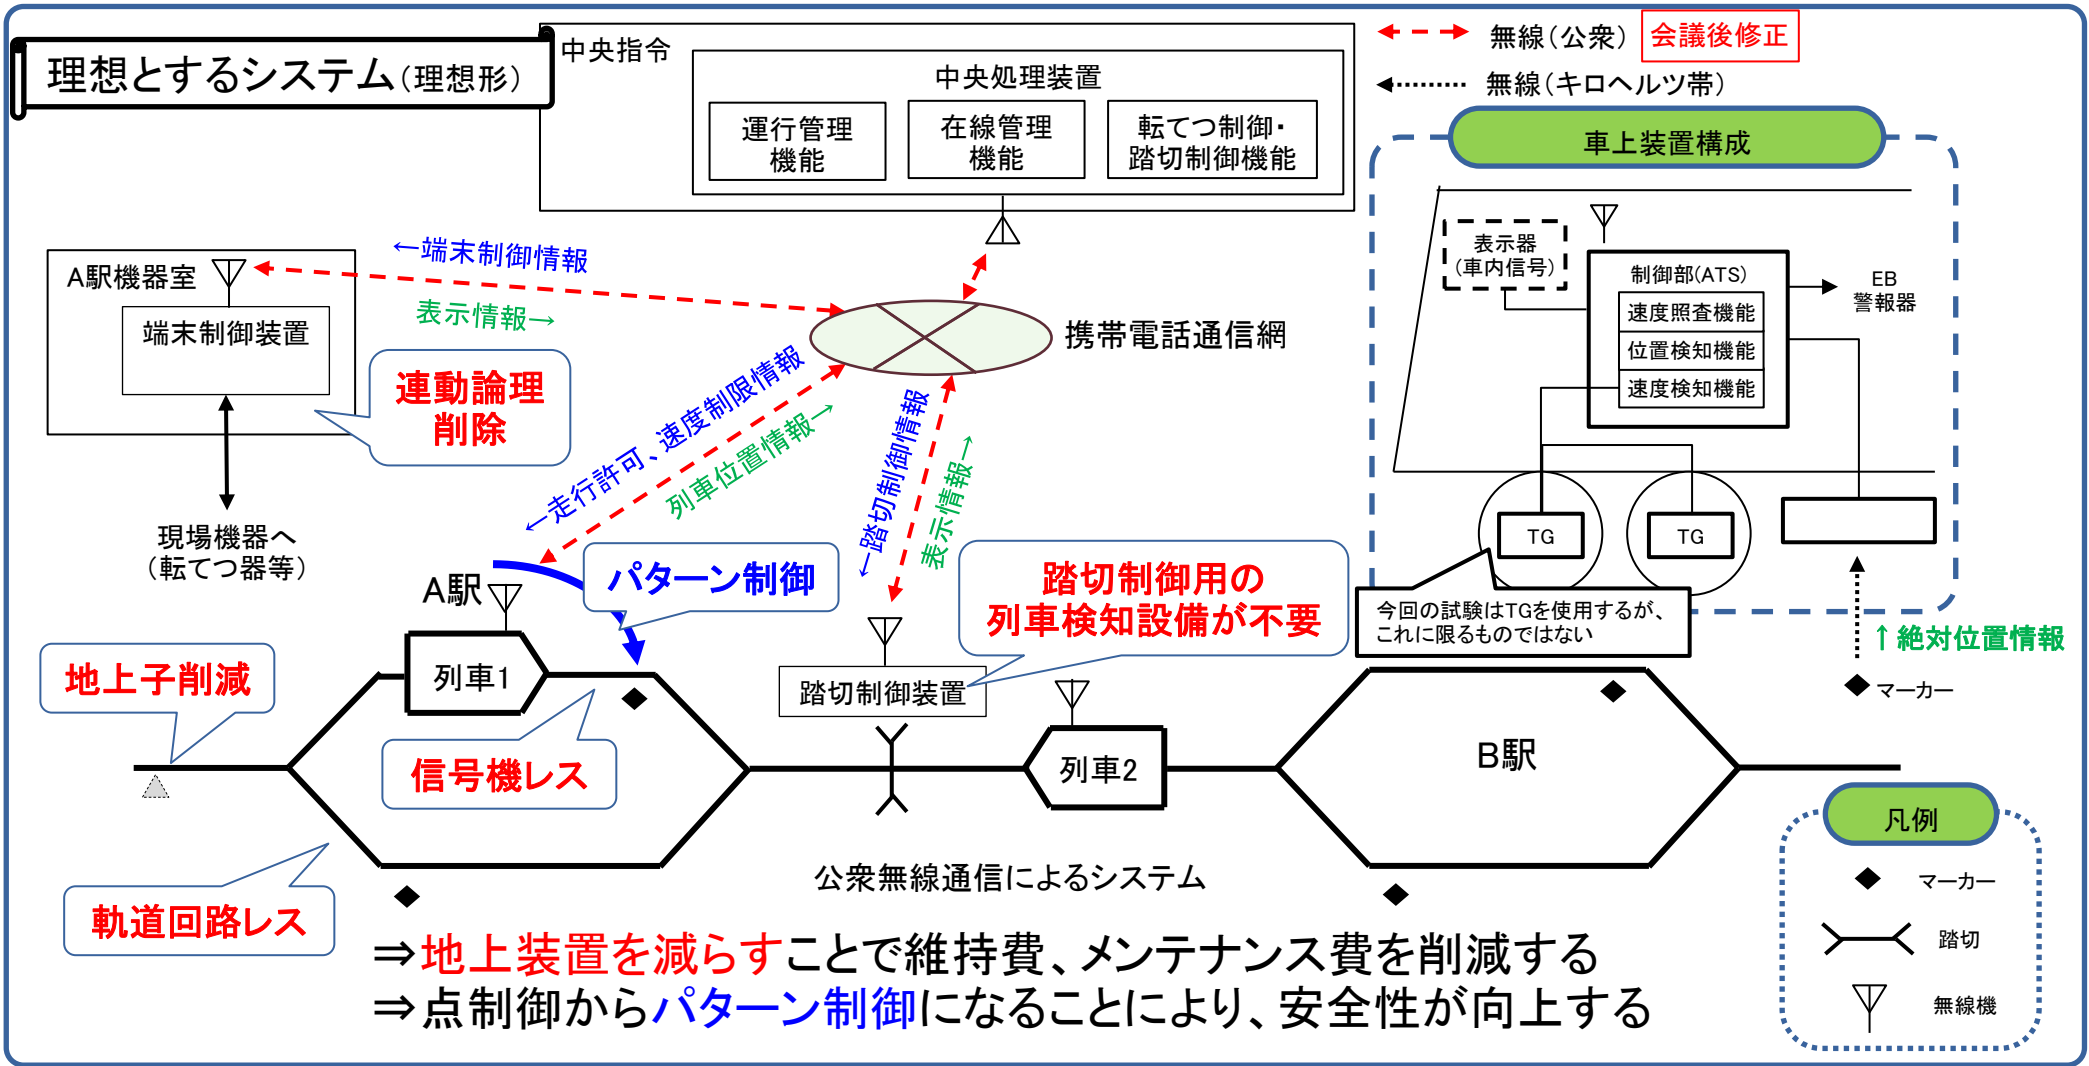 理想とするシステム(理想形)
中央指令
中央処理装置
運行管理
機能
在線管理
機能
転てつ制御・
踏切制御機能
無線(公衆)
会議後修正
無線(キロヘルツ帯)
車上装置構成
表示器
(車内信号)
制御部(ATS)
速度照査機能
位置検知機能
速度検知機能
EB
警報器
TG
TG
今回の試験はTGを使用するが、
これに限るものではない
↑絶対位置情報
マーカー
A駅機器室
端末制御装置
←端末制御情報
表示情報→
連動論理
削除
携帯電話通信網
現場機器へ
(転てつ器等)
←走行許可、速度制限情報
列車位置情報→
←踏切制御情報
表示情報→
パターン制御
踏切制御用の
列車検知設備が不要
A駅
列車1
地上子削減
信号機レス
踏切制御装置
列車2
B駅
軌道回路レス
公衆無線通信によるシステム
凡例
マーカー
踏切
無線機
⇒地上装置を減らすことで維持費、メンテナンス費を削減する
⇒点制御からパターン制御になることにより、安全性が向上する